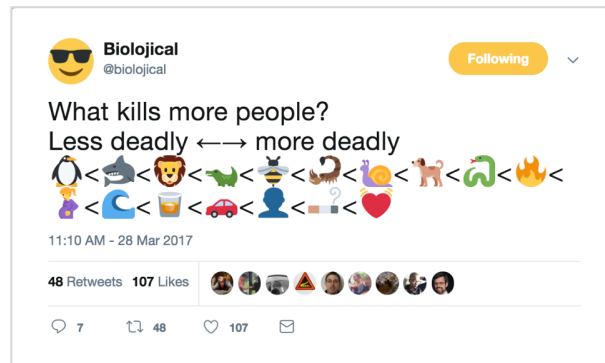 Biolojical
@biolojical
Following
What kills more people?
Less deadly ←→ more deadly
🐧<🦈<🦁<🐊<🐝<🦂<🐌<🐕<🐍<🔥<
🤰<🌊<🥃<🚗<👤<🚬<💓
11:10 AM - 28 Mar 2017
48 Retweets 107 Likes
7 48 107